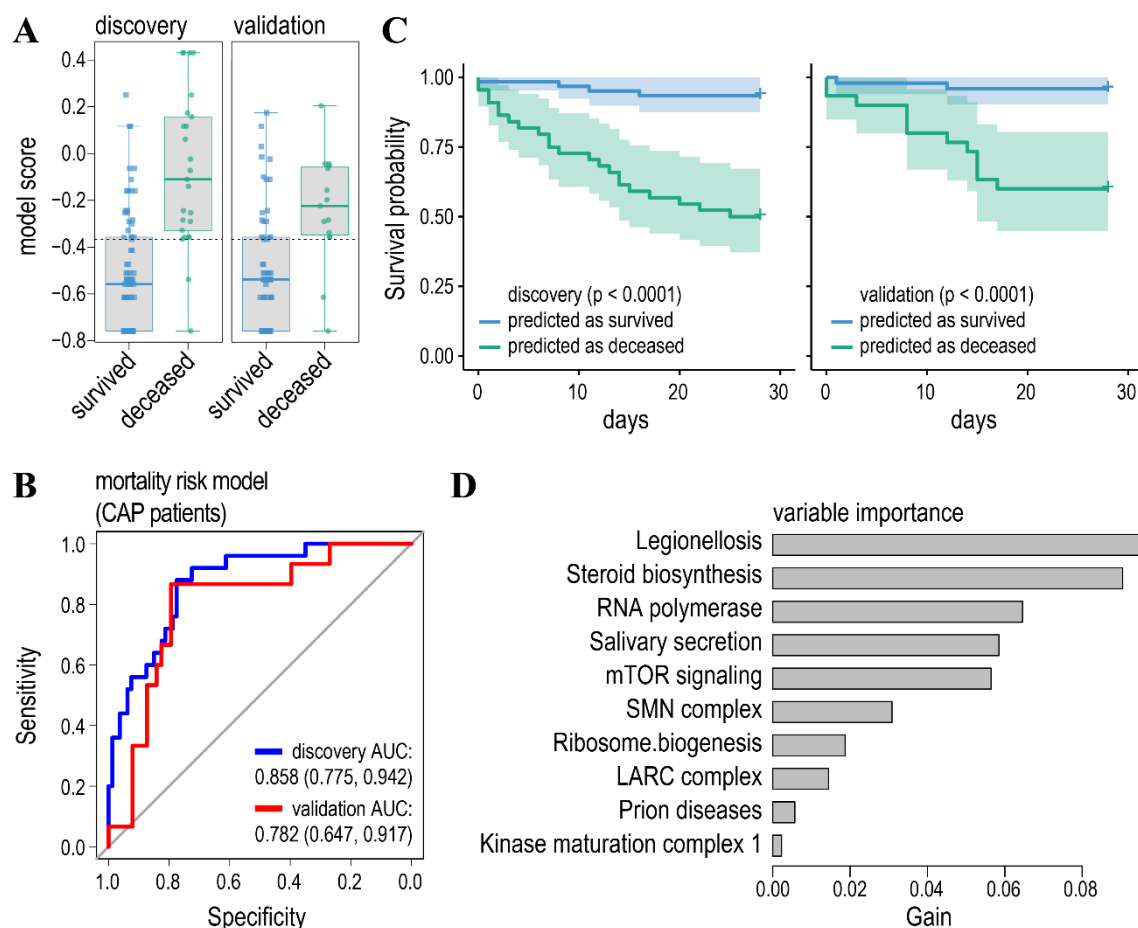 A
discovery
validation
0.4
0.2
0.0
−0.2
−0.4
−0.6
−0.8
model score
survived
deceased
survived
deceased
B
mortality risk model
(CAP patients)
1.0
0.8
0.6
0.4
0.2
0.0
Sensitivity
discovery AUC:
0.858 (0.775, 0.942)
validation AUC:
0.782 (0.647, 0.917)
1.0 0.8 0.6 0.4 0.2 0.0
Specificity
C
1.00
0.75
0.50
0.25
0.00
Survival probability
discovery (p < 0.0001)
predicted as survived
predicted as deceased
0 10 20 30
days
validation (p < 0.0001)
predicted as survived
predicted as deceased
0 10 20 30
days
D
variable importance
Legionellosis
Steroid biosynthesis
RNA polymerase
Salivary secretion
mTOR signaling
SMN complex
Ribosome.biogenesis
LARC complex
Prion diseases
Kinase maturation complex 1
0.00 0.02 0.04 0.06 0.08
Gain